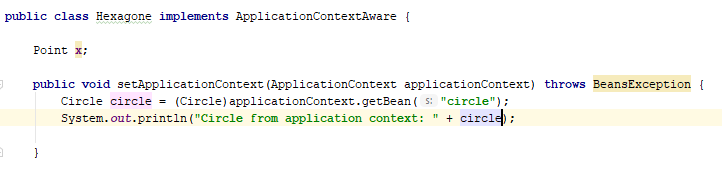 public class Hexagone implements ApplicationContextAware {
Point x;
public void setApplicationContext(ApplicationContext applicationContext) throws BeansException {
Circle circle = (Circle)applicationContext.getBean( s: "circle");
System.out.println("Circle from application context: " + circle);
}